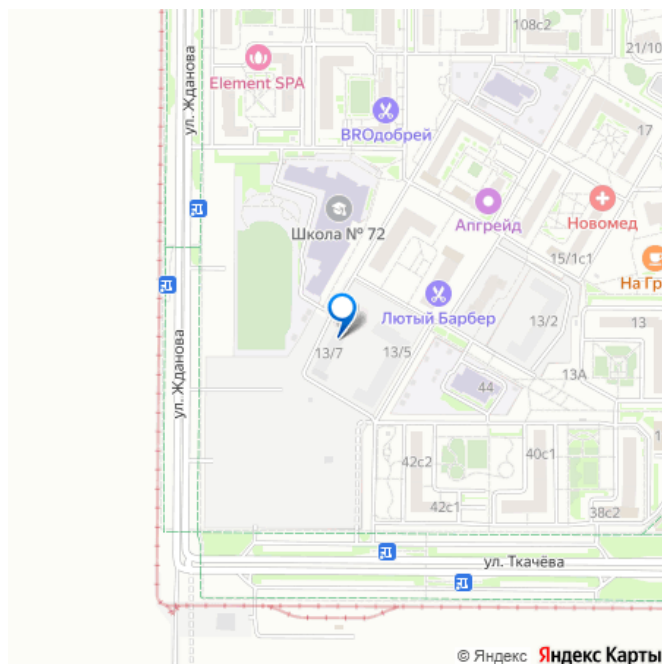 108с2
21/10
ул. Жданова
Element SPA
BROдобрей
17
Школа № 72
Апгрейд
Новомед
15/1с1
На Гр
Лютый Барбер
13/2
13
13/7
13/5
13А
44
ул. Жданова
42с2
40с1
42с1
38с2
ул. Ткачёва
© Яндекс Яндекс Карты